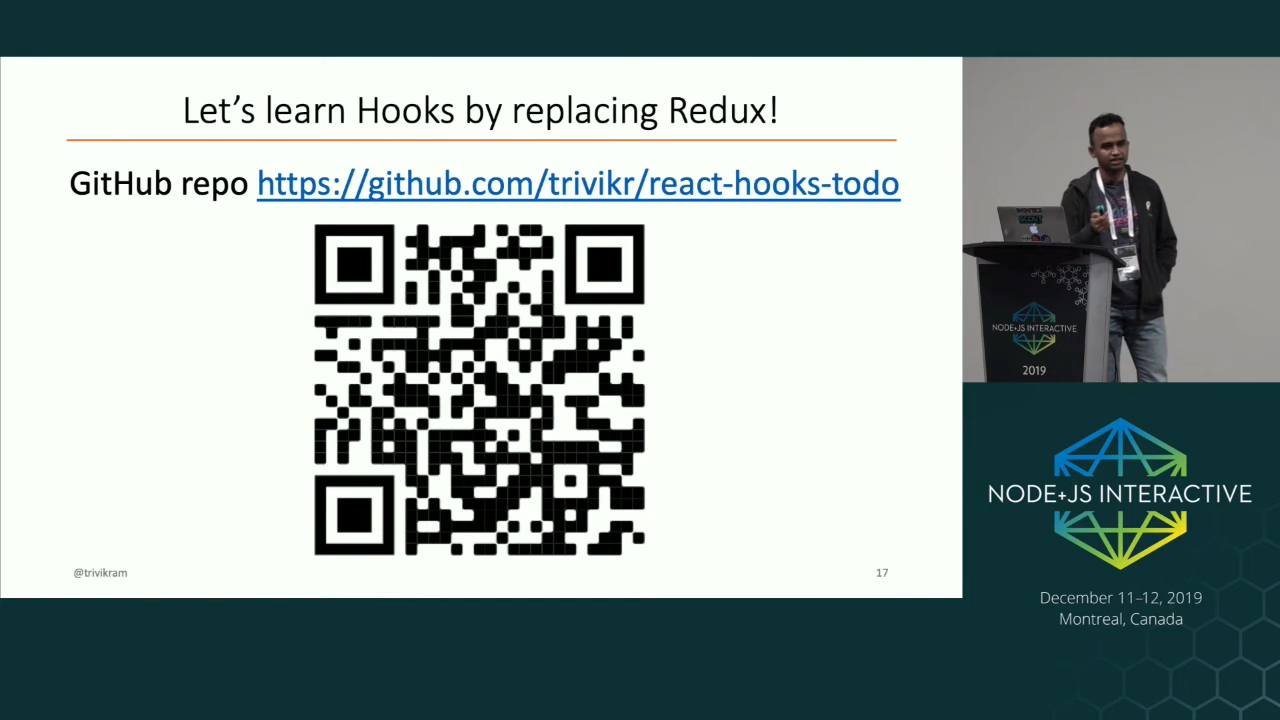 Let's learn Hooks by replacing Redux!
GitHub repo https://github.com/trivikr/react-hooks-todo
@trivikram
17
NODE+JS INTERACTIVE
2019
NODE+JS INTERACTIVE
December 11–12, 2019
Montreal, Canada